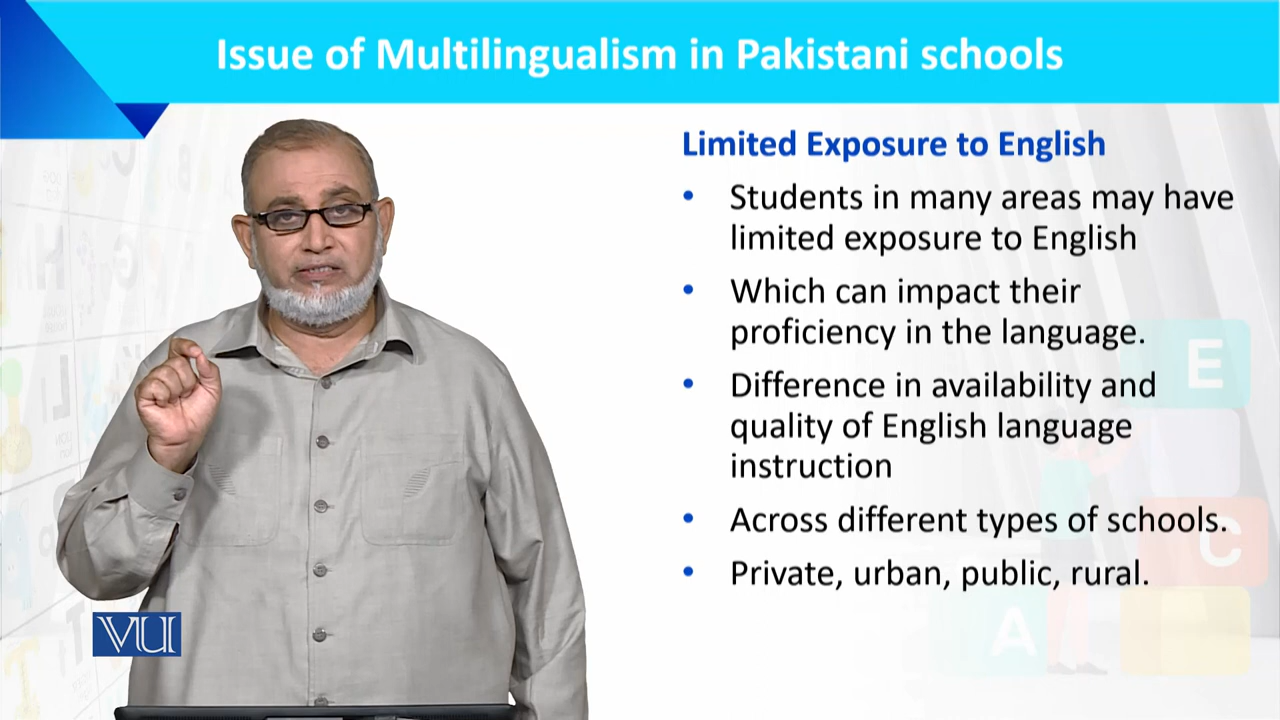 Issue of Multilingualism in Pakistani schools
Limited Exposure to English
• Students in many areas may have
limited exposure to English
• Which can impact their
proficiency in the language.
• Difference in availability and
quality of English language
instruction
• Across different types of schools.
• Private, urban, public, rural.
VU
E
C
A